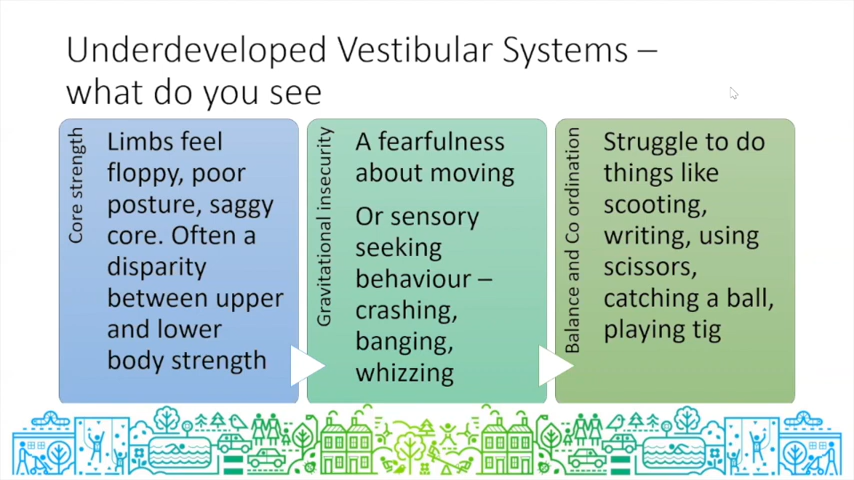 Underdeveloped Vestibular Systems –
what do you see
Core strength
Limbs feel
floppy, poor
posture, saggy
core. Often a
disparity
between upper
and lower
body strength
Gravitational insecurity
A fearfulness
about moving
Or sensory
seeking
behaviour –
crashing,
banging,
whizzing
Balance and Co ordination
Struggle to do
things like
scooting,
writing, using
scissors,
catching a ball,
playing tig